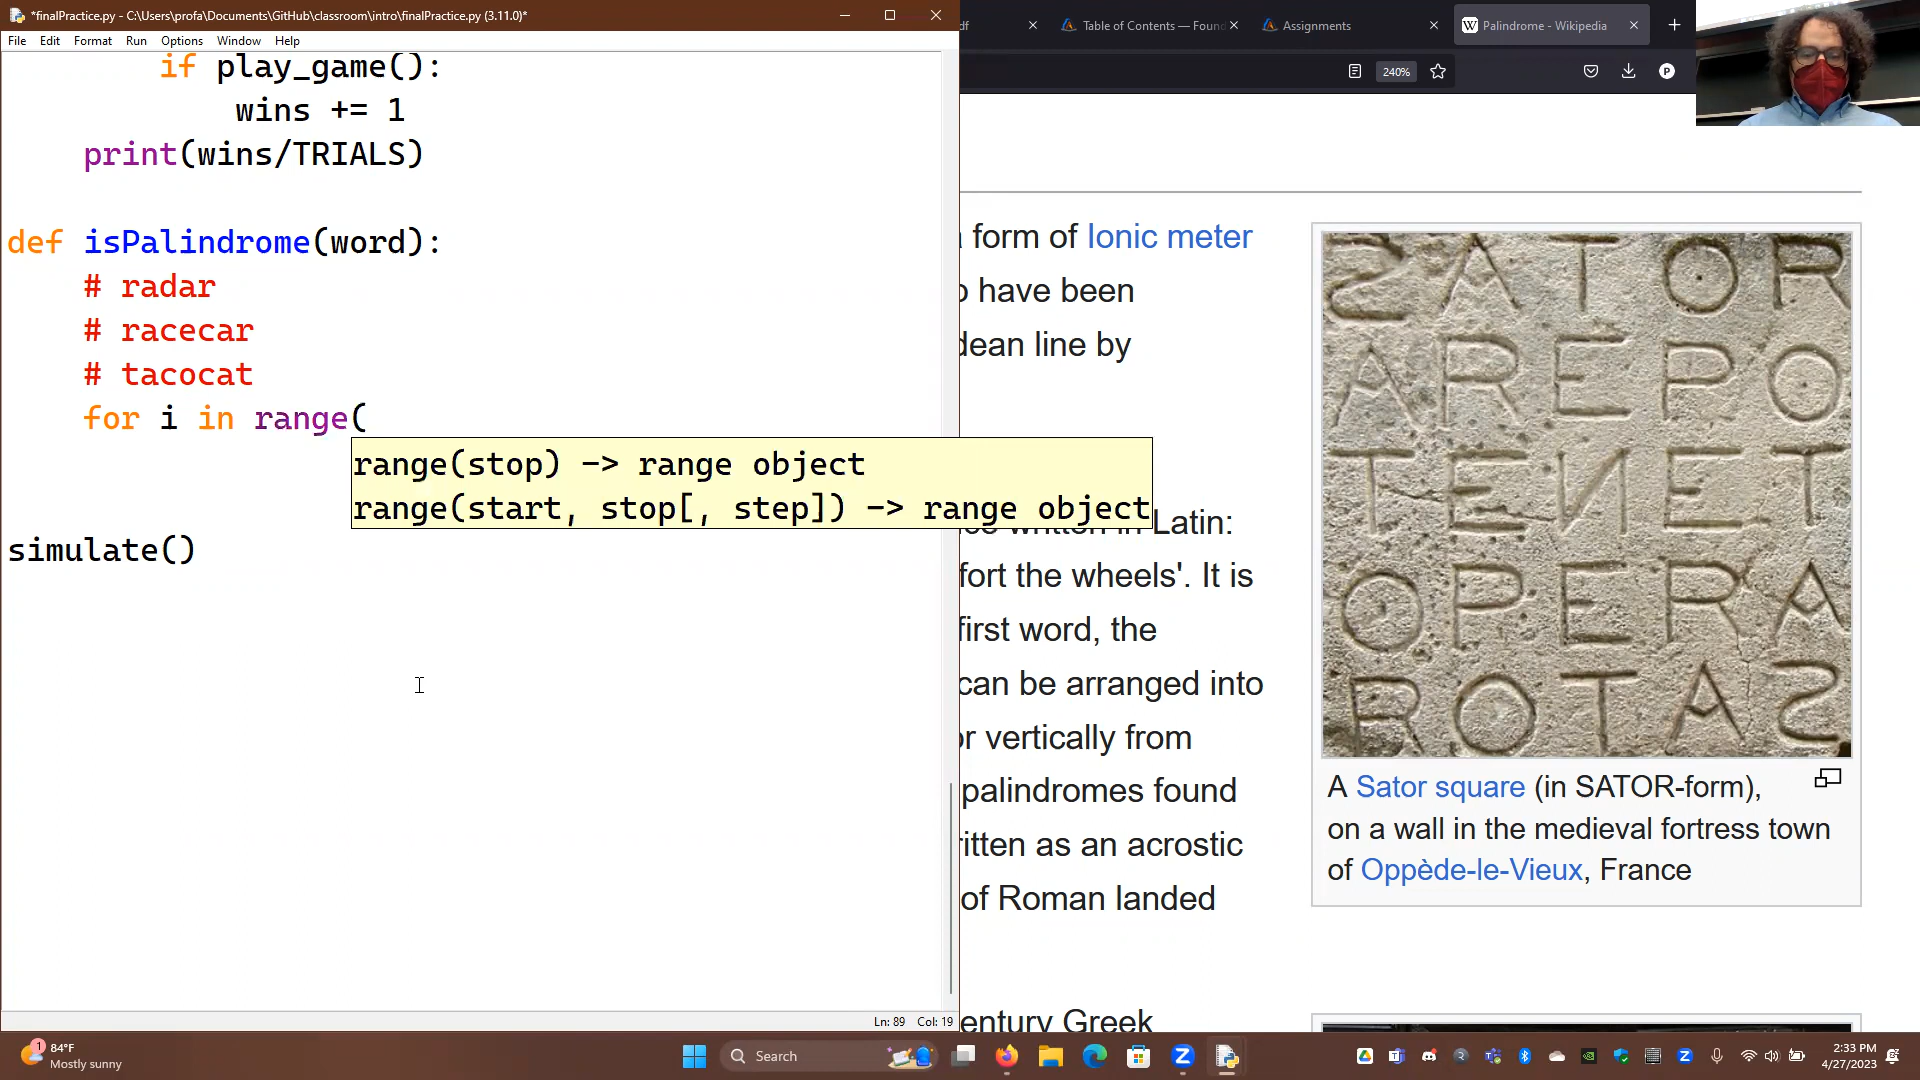 *finalPractice.py - C:\Users\profa\Documents\GitHub\classroom\intro\finalPractice.py (3.11.0)*
File Edit Format Run Options Window Help
if play_game():
wins += 1
print(wins/TRIALS)
def isPalindrome(word):
# radar
# racecar
# tacocat
for i in range(
range(stop) -> range object
range(start, stop[, step]) -> range object
simulate()
Ln: 89 Col: 19
df
Table of Contents — Foun
Assignments
Palindrome - Wikipedia
240%
P
form of Ionic meter
have been
dean line by
Latin:
fort the wheels'. It is
first word, the
can be arranged into
or vertically from
palindromes found
itten as an acrostic
of Roman landed
entury Greek
SATOR
AREPO
TENET
OPERA
ROTAS
A Sator square (in SATOR-form),
on a wall in the medieval fortress town
of Oppède-le-Vieux, France
1
84°F
Mostly sunny
Search
2:33 PM
4/27/2023